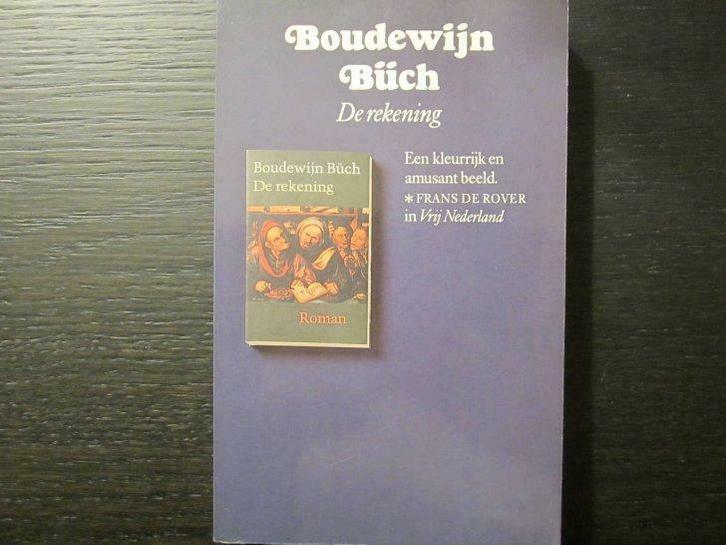 Boudewijn
Büch
De rekening
Een kleurrijk en
amusant beeld.
* FRANS DE ROVER
in Vrij Nederland
Boudewijn Büch
De rekening
Roman